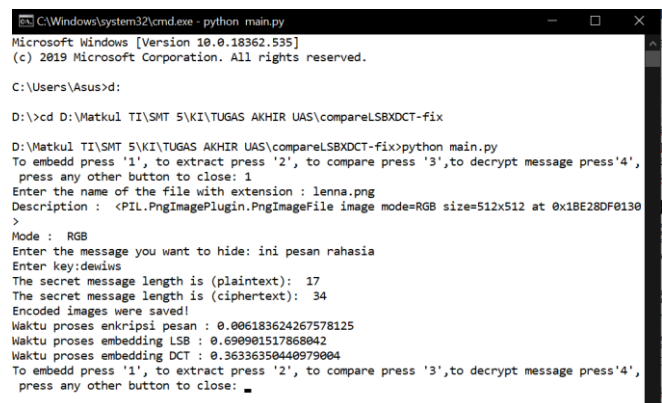 C:\Windows\system32\cmd.exe - python main.py
Microsoft Windows [Version 10.0.18362.535]
(c) 2019 Microsoft Corporation. All rights reserved.
C:\Users\Asus>d:
D:\>cd D:\Matkul TI\SMT 5\KI\TUGAS AKHIR UAS\compareLSBXDCT-fix
D:\Matkul TI\SMT 5\KI\TUGAS AKHIR UAS\compareLSBXDCT-fix>python main.py
To embedd press '1', to extract press '2', to compare press '3',to decrypt message press'4',
press any other button to close: 1
Enter the name of the file with extension : lenna.png
Description :  <PIL.PngImagePlugin.PngImageFile image mode=RGB size=512x512 at 0x1BE28DF0130
>
Mode :  RGB
Enter the message you want to hide: ini pesan rahasia
Enter key:dewiws
The secret message length is (plaintext):  17
The secret message length is (ciphertext):  34
Encoded images were saved!
Waktu proses enkripsi pesan : 0.006183624267578125
Waktu proses embedding LSB : 0.690901517868042
Waktu proses embedding DCT : 0.36336350440979004
To embedd press '1', to extract press '2', to compare press '3',to decrypt message press'4',
press any other button to close: